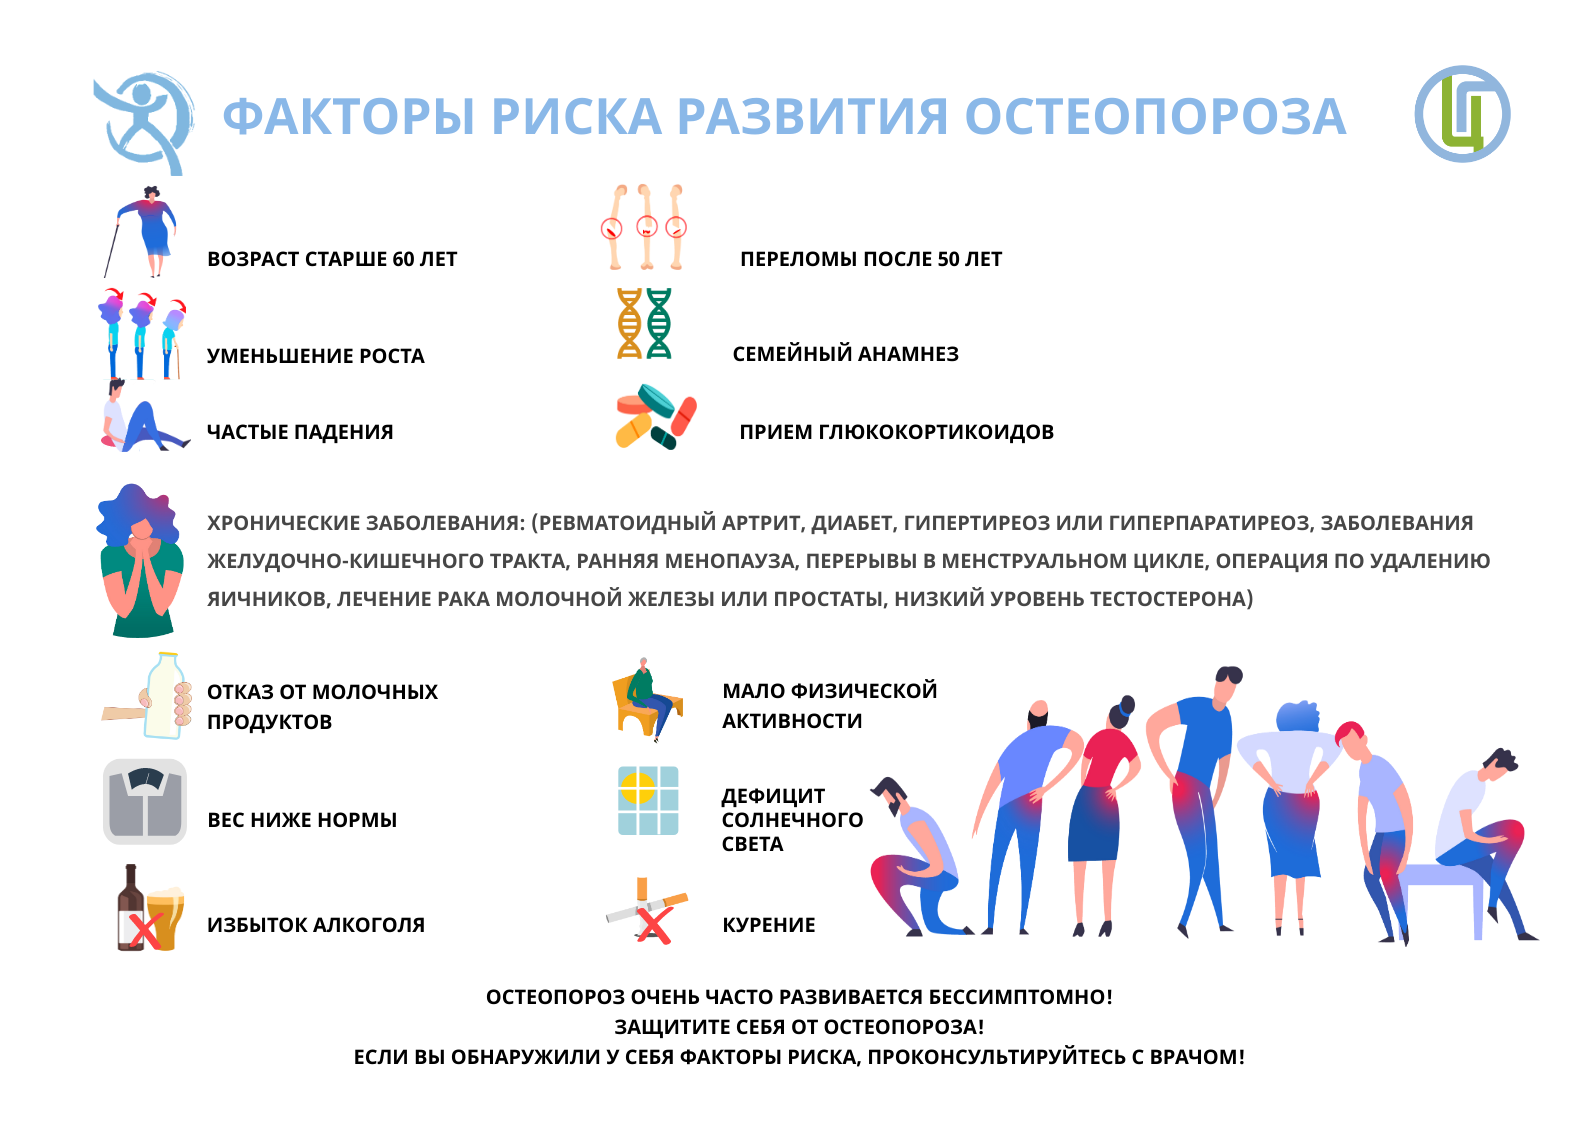 ФАКТОРЫ РИСКА РАЗВИТИЯ ОСТЕОПОРОЗА
ВОЗРАСТ СТАРШЕ 60 ЛЕТ
ПЕРЕЛОМЫ ПОСЛЕ 50 ЛЕТ
УМЕНЬШЕНИЕ РОСТА
СЕМЕЙНЫЙ АНАМНЕЗ
ЧАСТЫЕ ПАДЕНИЯ
ПРИЕМ ГЛЮКОКОРТИКОИДОВ
ХРОНИЧЕСКИЕ ЗАБОЛЕВАНИЯ: (РЕВМАТОИДНЫЙ АРТРИТ, ДИАБЕТ, ГИПЕРТИРЕОЗ ИЛИ ГИПЕРПАРАТИРЕОЗ, ЗАБОЛЕВАНИЯ
ЖЕЛУДОЧНО-КИШЕЧНОГО ТРАКТА, РАННЯЯ МЕНОПАУЗА, ПЕРЕРЫВЫ В МЕНСТРУАЛЬНОМ ЦИКЛЕ, ОПЕРАЦИЯ ПО УДАЛЕНИЮ
ЯИЧНИКОВ, ЛЕЧЕНИЕ РАКА МОЛОЧНОЙ ЖЕЛЕЗЫ ИЛИ ПРОСТАТЫ, НИЗКИЙ УРОВЕНЬ ТЕСТОСТЕРОНА)
ОТКАЗ ОТ МОЛОЧНЫХ
ПРОДУКТОВ
МАЛО ФИЗИЧЕСКОЙ
АКТИВНОСТИ
ВЕС НИЖЕ НОРМЫ
ДЕФИЦИТ
СОЛНЕЧНОГО
СВЕТА
ИЗБЫТОК АЛКОГОЛЯ
КУРЕНИЕ
ОСТЕОПОРОЗ ОЧЕНЬ ЧАСТО РАЗВИВАЕТСЯ БЕССИМПТОМНО!
ЗАЩИТИТЕ СЕБЯ ОТ ОСТЕОПОРОЗА!
ЕСЛИ ВЫ ОБНАРУЖИЛИ У СЕБЯ ФАКТОРЫ РИСКА, ПРОКОНСУЛЬТИРУЙТЕСЬ С ВРАЧОМ!